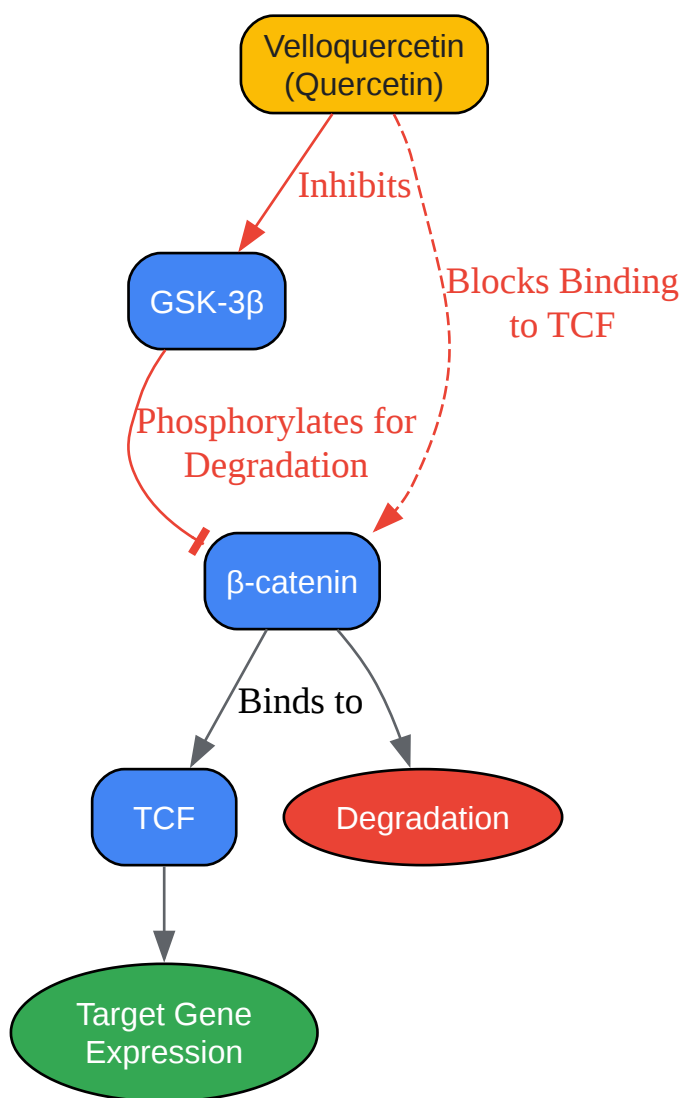 Velloquercetin
(Quercetin)
Inhibits
Blocks Binding
to TCF
GSK-3β
Phosphorylates for
Degradation
β-catenin
Binds to
TCF
Degradation
Target Gene
Expression